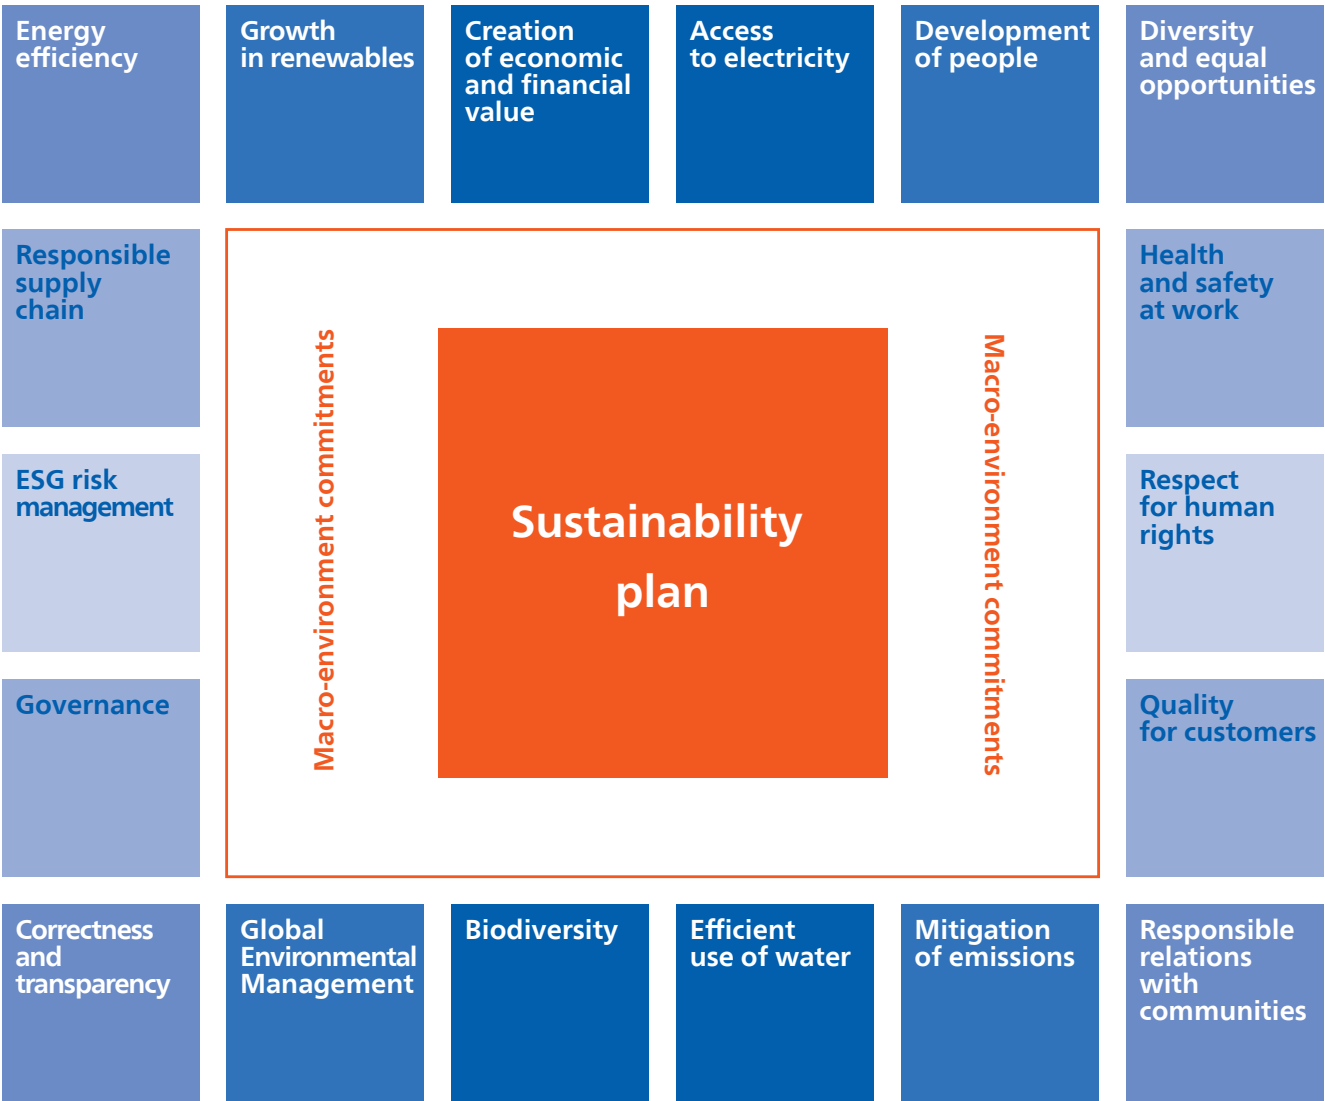 Energy
efficiency
Growth
in renewables
Creation
of economic
and financial
value
Access
to electricity
Development
of people
Diversity
and equal
opportunities
Responsible
supply
chain
Health
and safety
at work
Macro-environment commitments
Sustainability
plan
Macro-environment commitments
ESG risk
management
Respect
for human
rights
Governance
Quality
for customers
Correctness
and
transparency
Global
Environmental
Management
Biodiversity
Efficient
use of water
Mitigation
of emissions
Responsible
relations
with
communities